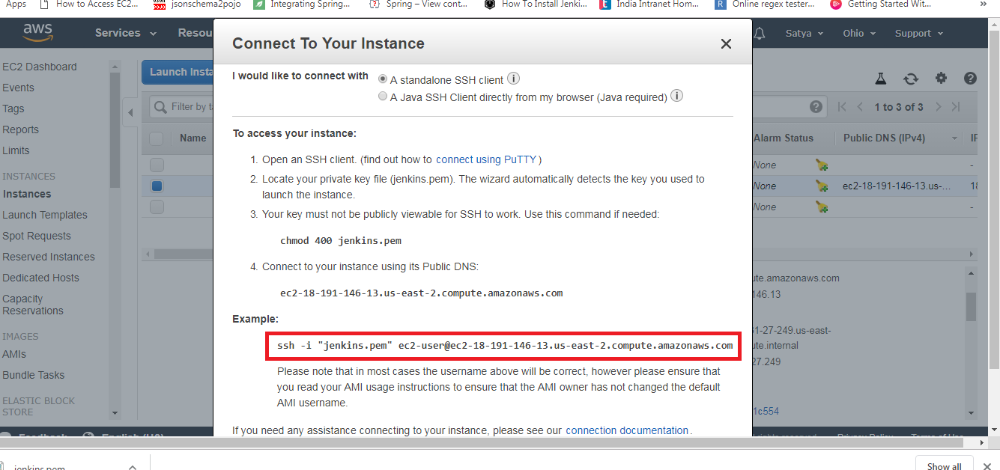 Apps How to Access EC2... jsonschema2pojo Integrating Spring... Spring – View cont... How To Install Jenki... India Intranet Hom... Online regex tester... Getting Started Wit... »
aws Services Resou Satya Ohio Support
Connect To Your Instance
I would like to connect with
A standalone SSH client
A Java SSH Client directly from my browser (Java required)
To access your instance:
1. Open an SSH client. (find out how to connect using PuTTY)
2. Locate your private key file (jenkins.pem). The wizard automatically detects the key you used to
launch the instance.
3. Your key must not be publicly viewable for SSH to work. Use this command if needed:
chmod 400 jenkins.pem
4. Connect to your instance using its Public DNS:
ec2-18-191-146-13.us-east-2.compute.amazonaws.com
Example:
ssh -i "jenkins.pem" ec2-user@ec2-18-191-146-13.us-east-2.compute.amazonaws.com
Please note that in most cases the username above will be correct, however please ensure that
you read your AMI usage instructions to ensure that the AMI owner has not changed the default
AMI username.
If you need any assistance connecting to your instance, please see our connection documentation.
EC2 Dashboard
Events
Tags
Reports
Limits
INSTANCES
Instances
Launch Templates
Spot Requests
Reserved Instances
Dedicated Hosts
Capacity
Reservations
IMAGES
AMIs
Bundle Tasks
ELASTIC BLOCK
STORE
Launch Insta
Filter by t
1 to 3 of 3
Name Alarm Status Public DNS (IPv4) IP
None -
None ec2-18-191-146-13.us-... 18
None -
ute.amazonaws.com
146.13
31-27-249.us-east-
ute.internal
27.249
1c554
Feedback English (US) rights reserved. Privacy Policy Terms of Use
jenkins.pem
Show all